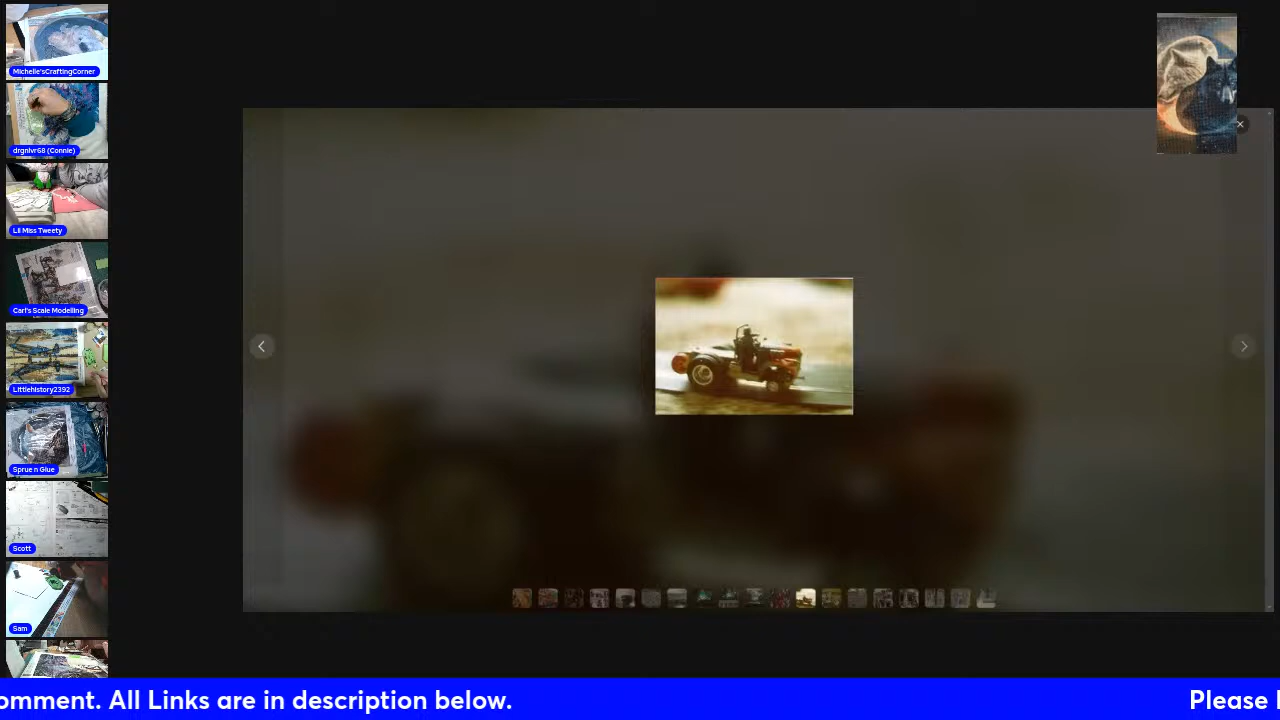 Michelle'sCraftingCorner
drgnlvr68 (Connie)
Lil Miss Tweety
Carl's Scale Modelling
Littlehistory2392
Sprue n Glue
Scott
Sam
omment. All Links are in description below.
Please